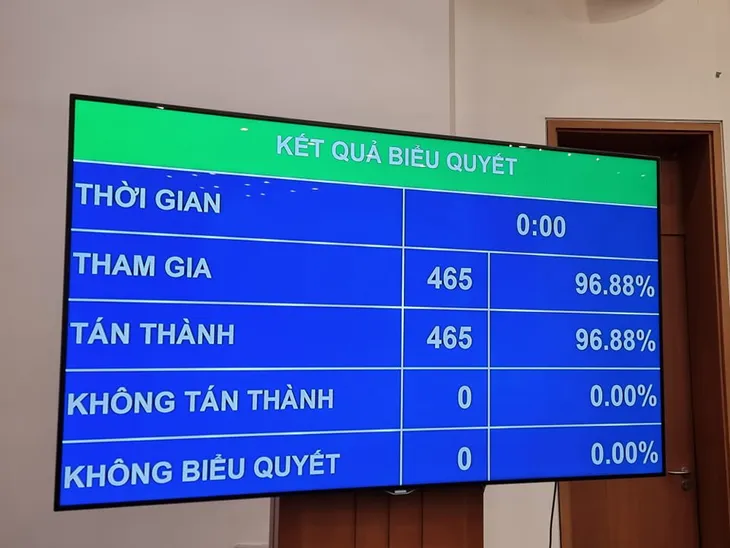 KẾT QUẢ BIỂU QUYẾT
THỜI GIAN 0:00
THAM GIA 465 96.88%
TÁN THÀNH 465 96.88%
KHÔNG TÁN THÀNH 0 0.00%
KHÔNG BIỂU QUYẾT 0 0.00%